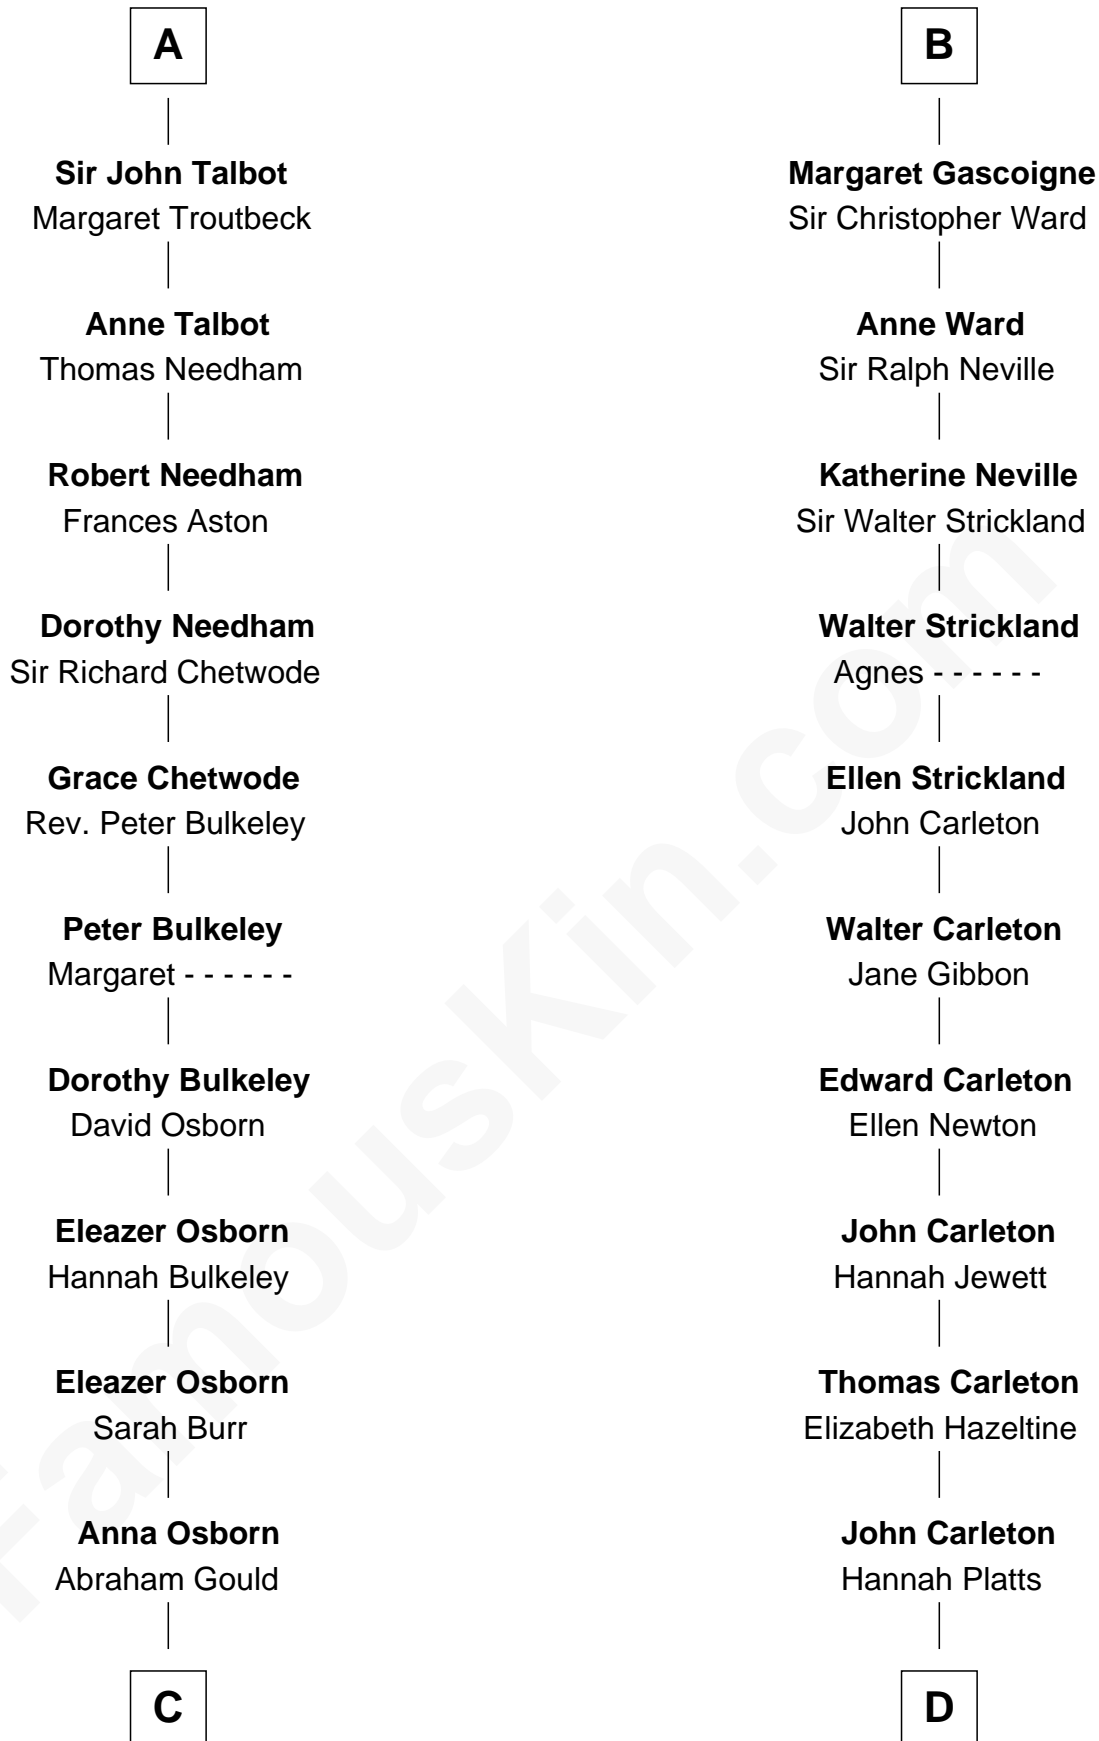 A
Sir John Talbot
Margaret Troutbeck
Anne Talbot
Thomas Needham
Robert Needham
Frances Aston
Dorothy Needham
Sir Richard Chetwode
Grace Chetwode
Rev. Peter Bulkeley
Peter Bulkeley
Margaret - - - - - -
Dorothy Bulkeley
David Osborn
Eleazer Osborn
Hannah Bulkeley
Eleazer Osborn
Sarah Burr
Anna Osborn
Abraham Gould
C
B
Margaret Gascoigne
Sir Christopher Ward
Anne Ward
Sir Ralph Neville
Katherine Neville
Sir Walter Strickland
Walter Strickland
Agnes - - - - - -
Ellen Strickland
John Carleton
Walter Carleton
Jane Gibbon
Edward Carleton
Ellen Newton
John Carleton
Hannah Jewett
Thomas Carleton
Elizabeth Hazeltine
John Carleton
Hannah Platts
D
FamousKin.com